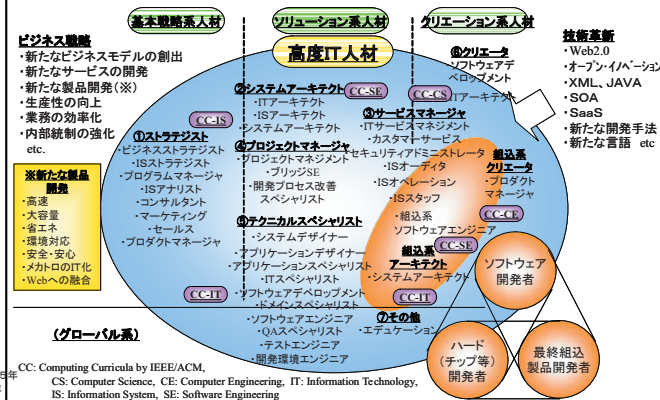 基本戦略系人材
ソリューション系人材
クリエーション系人材
高度IT人材
ビジネス戦略
・新たなビジネスモデルの創出
・新たなサービスの開発
・新たな製品開発(※)
・生産性の向上
・業務の効率化
・内部統制の強化
etc.
※新たな製品
開発
・高速
・大容量
・省エネ
・環境対応
・安全・安心
・メカトロのIT化
・Webへの融合
CC-IS
①ストラテジスト
・ビジネスストラテジスト
・ISストラテジスト
・プログラムマネージャ
・ISアナリスト
・コンサルタント
・マーケティング
・セールス
・プロダクトマネージャ
CC-IT
②システムアーキテクト
CC-SE
・ITアーキテクト
・ISアーキテクト
・システムアーキテクト
④プロジェクトマネージャ
・プロジェクトマネジメント
・ブリッジSE
・開発プロセス改善
スペシャリスト
⑤テクニカルスペシャリスト
・システムデザイナー
・アプリケーションデザイナー
・アプリケーションスペシャリスト
・ITスペシャリスト
・ソフトウェアデベロップメント
・ドメインスペシャリスト
・ソフトウェアエンジニア
・QAスペシャリスト
・テストエンジニア
・開発環境エンジニア
⑥クリエータ
・ソフトウェアデ
ベロップメント
CC-CS
・ITアーキテクト
③サービスマネージャ
・ITサービスマネジメント
・カスタマーサービス
・セキュリティアドミニストレータ
・ISオーディタ
・ISオペレーション
・ISスタッフ
・組込系
ソフトウェアエンジニア
組込系
クリエータ
・プロダクト
マネージャ
CC-CE
CC-SE
組込系
アーキテクト
・システムアーキテクト
CC-IT
⑦その他
・エデュケーション
技術革新
・Web2.0
・オープン・イノベーション
・XML、JAVA
・SOA
・SaaS
・新たな開発手法
・新たな言語 etc
ソフトウェア
開発者
ハード
(チップ等)
開発者
最終組込
製品開発者
(グローバル系)
5年
CC: Computing Curricula by IEEE/ACM,
CS: Computer Science, CE: Computer Engineering, IT: Information Technology,
IS: Information System, SE: Software Engineering